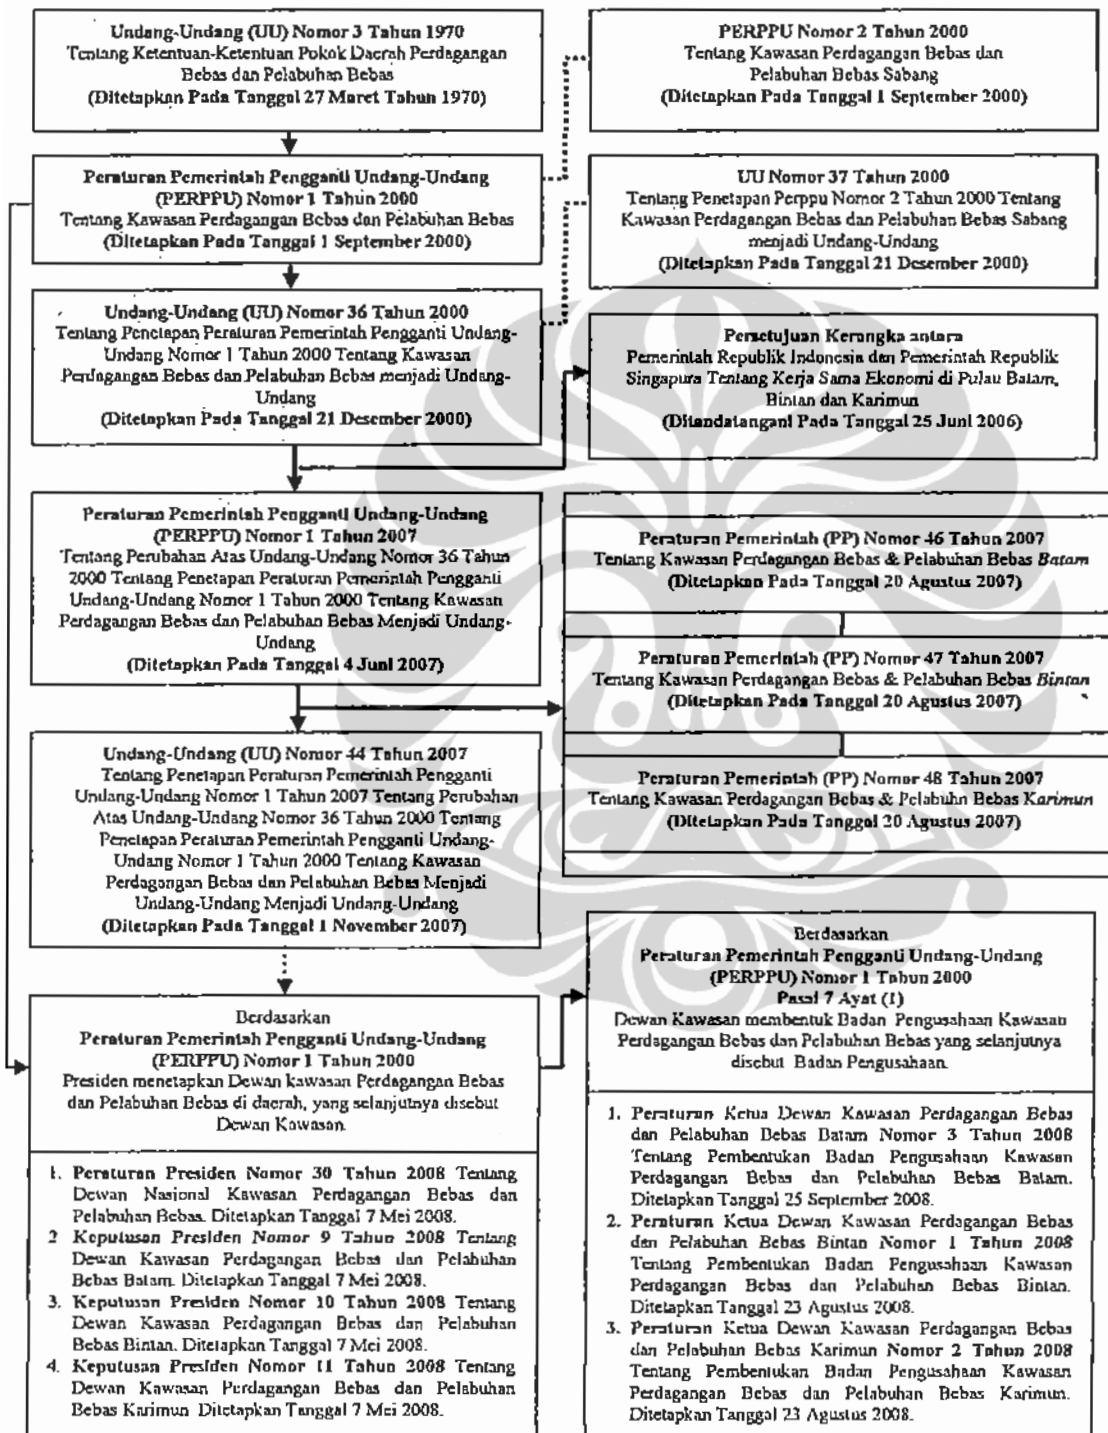 Undang-Undang (UU) Nomor 3 Tahun 1970
Tentang Ketentuan-Ketentuan Pokok Daerah Perdagangan
Bebas dan Pelabuhan Bebas
(Ditetapkan Pada Tanggal 27 Maret Tahun 1970)
PERPPU Nomor 2 Tahun 2000
Tentang Kawasan Perdagangan Bebas dan
Pelabuhan Bebas Sabang
(Ditetapkan Pada Tanggal 1 September 2000)
Peraturan Pemerintah Pengganti Undang-Undang
(PERPPU) Nomor 1 Tahun 2000
Tentang Kawasan Perdagangan Bebas dan Pelabuhan Bebas
(Ditetapkan Pada Tanggal 1 September 2000)
UU Nomor 37 Tahun 2000
Tentang Penetapan Perppu Nomor 2 Tahun 2000 Tentang
Kawasan Perdagangan Bebas dan Pelabuhan Bebas Sabang
menjadi Undang-Undang
(Ditetapkan Pada Tanggal 21 Desember 2000)
Undang-Undang (UU) Nomor 36 Tahun 2000
Tentang Penetapan Peraturan Pemerintah Pengganti Undang-
Undang Nomor 1 Tahun 2000 Tentang Kawasan
Perdagangan Bebas dan Pelabuhan Bebas menjadi Undang-
Undang
(Ditetapkan Pada Tanggal 21 Desember 2000)
Persetujuan Kerangka antara
Pemerintah Republik Indonesia dan Pemerintah Republik
Singapura Tentang Kerja Sama Ekonomi di Pulau Batam,
Bintan dan Karimun
(Ditandatangani Pada Tanggal 25 Juni 2006)
Peraturan Pemerintah Pengganti Undang-Undang
(PERPPU) Nomor 1 Tahun 2007
Tentang Perubahan Atas Undang-Undang Nomor 36 Tahun
2000 Tentang Penetapan Peraturan Pemerintah Pengganti
Undang-Undang Nomor 1 Tahun 2000 Tentang Kawasan
Perdagangan Bebas dan Pelabuhan Bebas Menjadi Undang-
Undang
(Ditetapkan Pada Tanggal 4 Juni 2007)
Peraturan Pemerintah (PP) Nomor 46 Tahun 2007
Tentang Kawasan Perdagangan Bebas & Pelabuhan Bebas Batam
(Ditetapkan Pada Tanggal 20 Agustus 2007)
Peraturan Pemerintah (PP) Nomor 47 Tahun 2007
Tentang Kawasan Perdagangan Bebas & Pelabuhan Bebas Bintan
(Ditetapkan Pada Tanggal 20 Agustus 2007)
Peraturan Pemerintah (PP) Nomor 48 Tahun 2007
Tentang Kawasan Perdagangan Bebas & Pelabuhn Bebas Karimun
(Ditetapkan Pada Tanggal 20 Agustus 2007)
Undang-Undang (UU) Nomor 44 Tahun 2007
Tentang Penetapan Peraturan Pemerintah Pengganti
Undang-Undang Nomor 1 Tahun 2007 Tentang Perubahan
Atas Undang-Undang Nomor 36 Tahun 2000 Tentang
Penetapan Peraturan Pemerintah Pengganti Undang-
Undang Nomor 1 Tahun 2000 Tentang Kawasan
Perdagangan Bebas dan Pelabuhan Bebas Menjadi
Undang-Undang Menjadi Undang-Undang
(Ditetapkan Pada Tanggal 1 November 2007)
Berdasarkan
Peraturan Pemerintah Pengganti Undang-Undang
(PERPPU) Nomor 1 Tahun 2000
Presiden menetapkan Dewan kawasan Perdagangan Bebas
dan Pelabuhan Bebas di daerah, yang selanjutnya disebut
Dewan Kawasan.
1. Peraturan Presiden Nomor 30 Tahun 2008 Tentang
Dewan Nasional Kawasan Perdagangan Bebas dan
Pelabuhan Bebas. Ditetapkan Tanggal 7 Mei 2008.
2 Keputusan Presiden Nomor 9 Tahun 2008 Tentang
Dewan Kawasan Perdagangan Bebas dan Pelabuhan
Bebas Batam. Ditetapkan Tanggal 7 Mei 2008.
3. Keputusan Presiden Nomor 10 Tahun 2008 Tentang
Dewan Kawasan Perdagangan Bebas dan Pelabuhan
Bebas Bintan. Ditetapkan Tanggal 7 Mei 2008.
4. Keputusan Presiden Nomor 11 Tahun 2008 Tentang
Dewan Kawasan Perdagangan Bebas dan Pelabuhan
Bebas Karimun Ditetapkan Tanggal 7 Mei 2008.
Berdasarkan
Peraturan Pemerintah Pengganti Undang-Undang
(PERPPU) Nomor 1 Tahun 2000
Pasal 7 Ayat (1)
Dewan Kawasan membentuk Badan Pengusahaan Kawasan
Perdagangan Bebas dan Pelabuhan Bebas yang selanjutnya
disebut Badan Pengusahaan.
1. Peraturan Ketua Dewan Kawasan Perdagangan Bebas
dan Pelabuhan Bebas Batam Nomor 3 Tahun 2008
Tentang Pembentukan Badan Pengusahaan Kawasan
Perdagangan Bebas dan Pelabuhan Bebas Batam.
Ditetapkan Tanggal 25 September 2008.
2. Peraturan Ketua Dewan Kawasan Perdagangan Bebas
dan Pelabuhan Bebas Bintan Nomor 1 Tahun 2008
Tentang Pembentukan Badan Pengusahaan Kawasan
Perdagangan Bebas dan Pelabuhan Bebas Bintan.
Ditetapkan Tanggal 23 Agustus 2008.
3. Peraturan Ketua Dewan Kawasan Perdagangan Bebas
dan Pelabuhan Bebas Karimun Nomor 2 Tahun 2008
Tentang Pembentukan Badan Pengusahaan Kawasan
Perdagangan Bebas dan Pelabuhan Bebas Karimun.
Ditetapkan Tanggal 23 Agustus 2008.